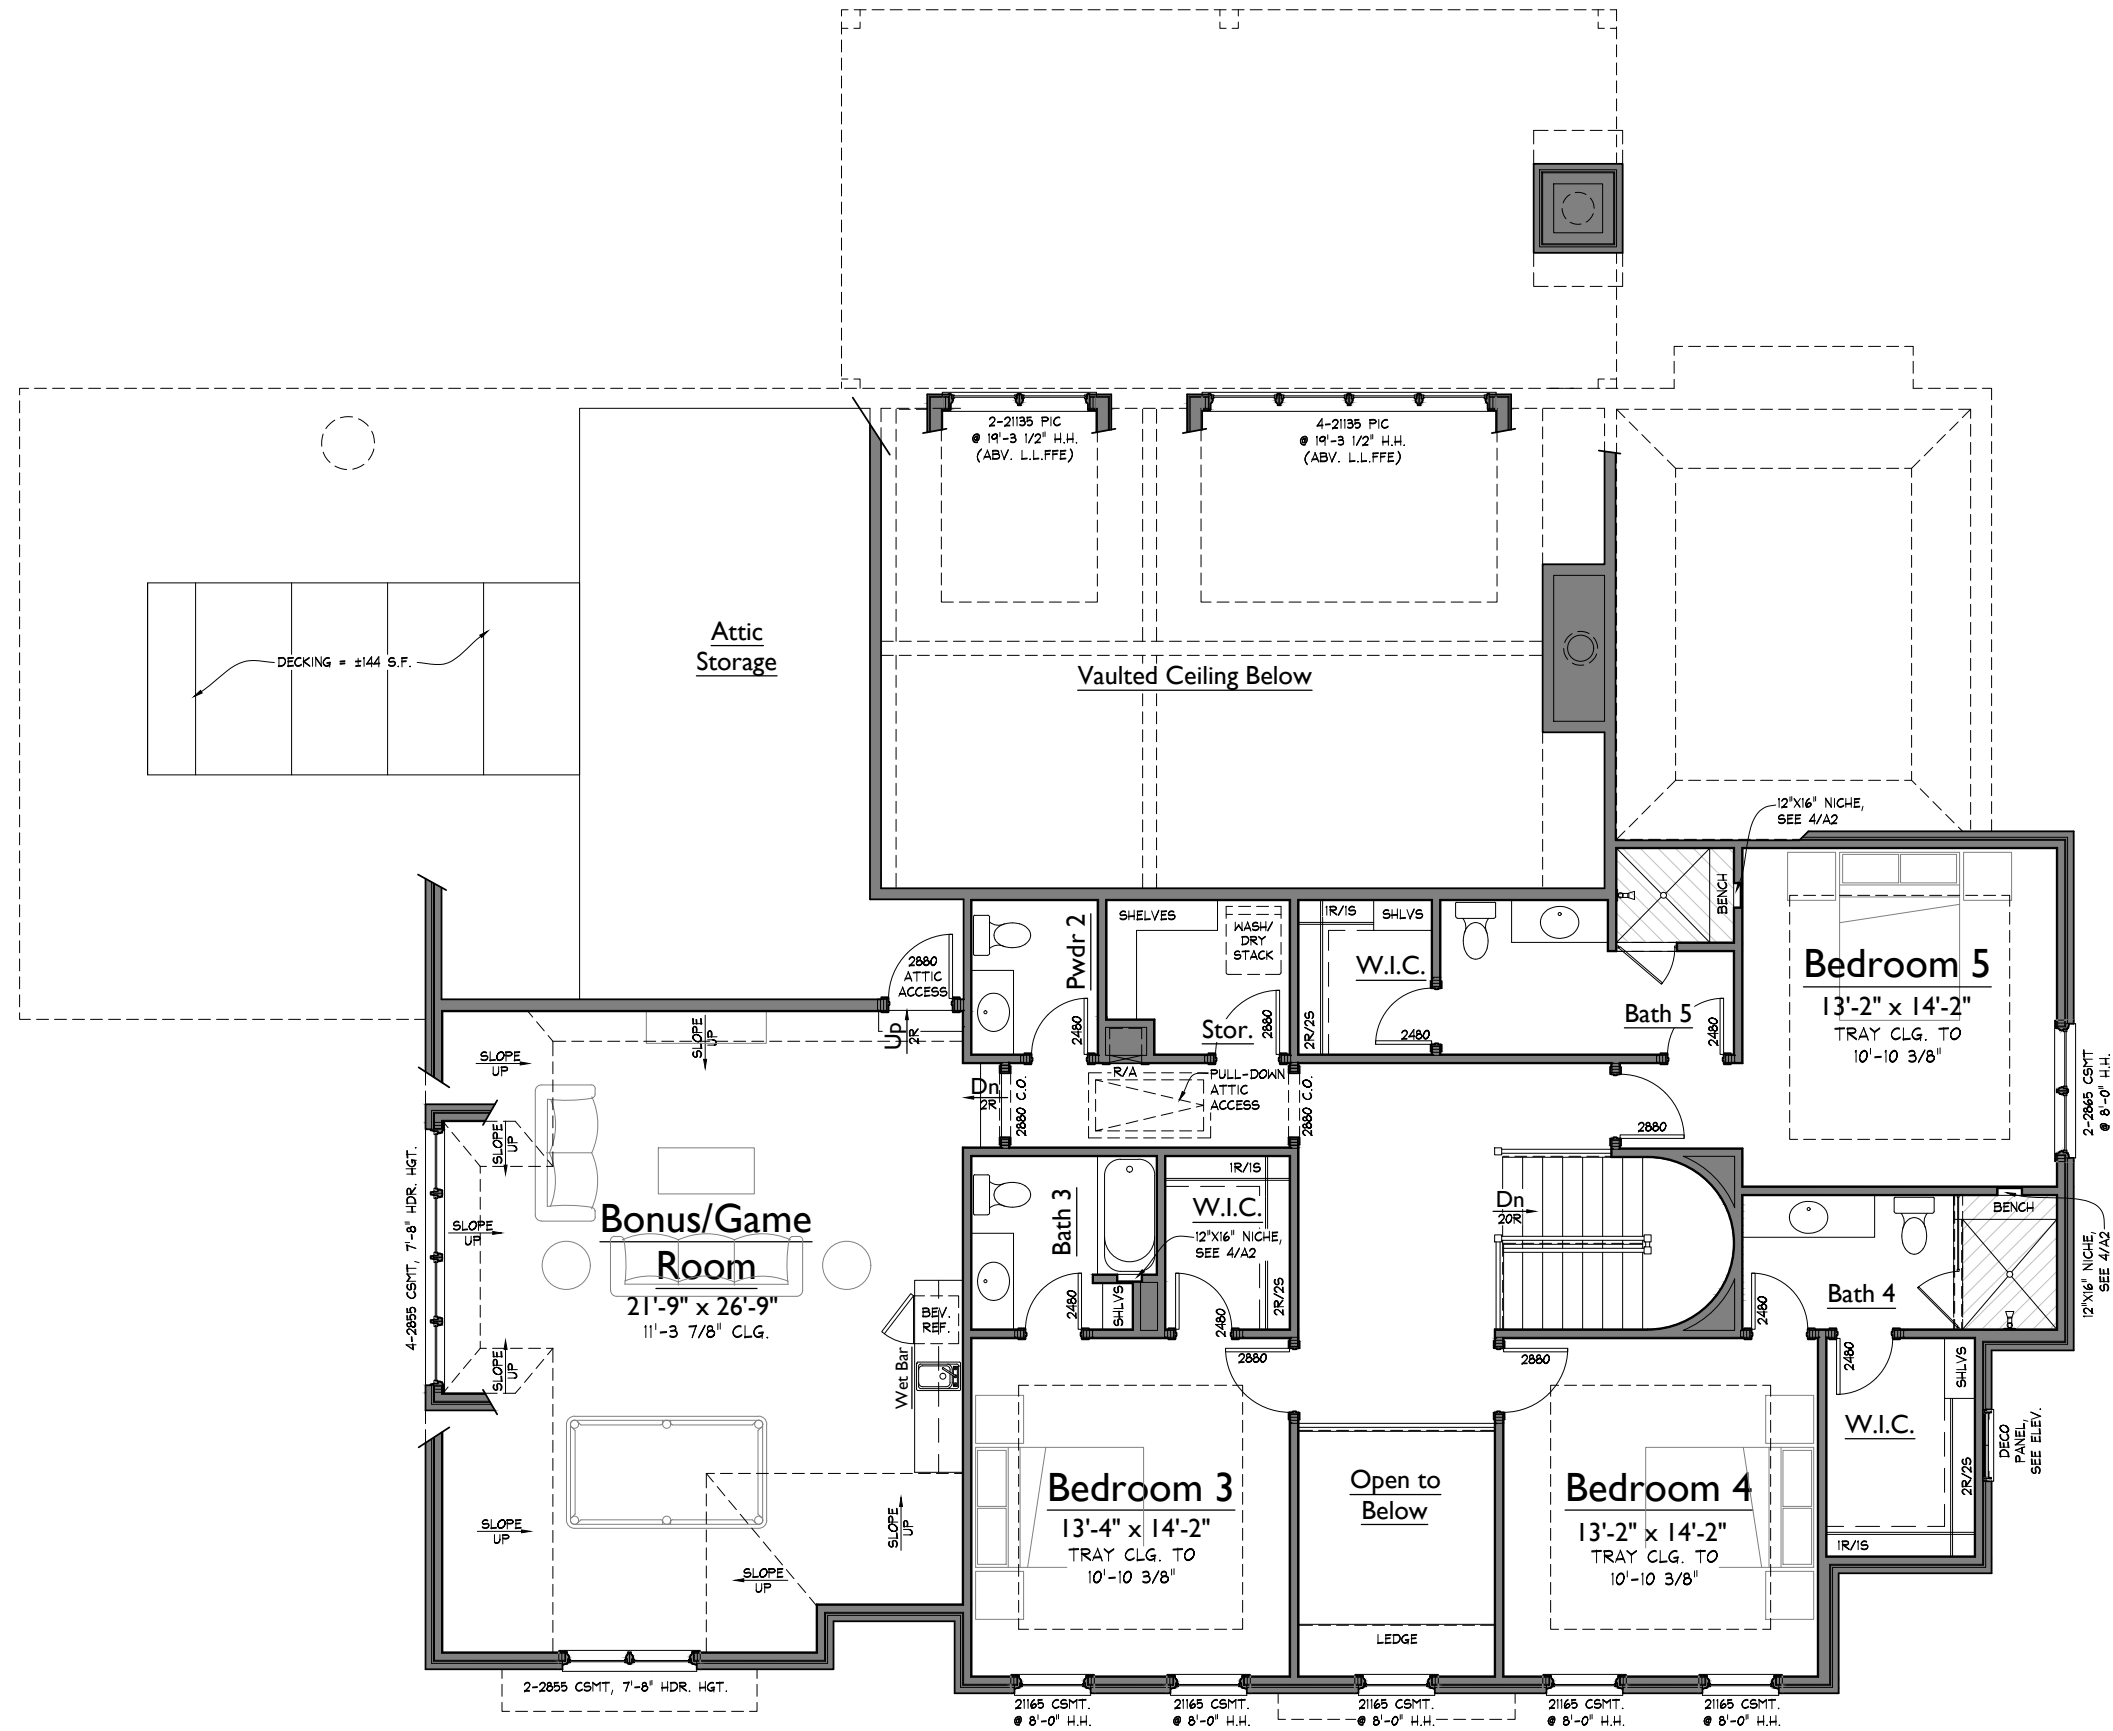 2-21135 PIC
@ 19'-3 1/2" H.H.
(ABV. L.L.FFE)
4-21135 PIC
@ 19'-3 1/2" H.H.
(ABV. L.L.FFE)
Attic
Storage
DECKING = ±144 S.F.
Vaulted Ceiling Below
12"X16" NICHE,
SEE 4/A2
BENCH
Bedroom 5
13'-2" x 14'-2"
TRAY CLG. TO
10'-10 3/8"
2-2865 CSMT
@ 8'-0" H.H.
2880
ATTIC
ACCESS
UP
2R
Pwdr 2
2480
SHELVES
WASH/
DRY
STACK
Stor.
2880
1R/1S
SHLVS
W.I.C.
2R/2S
2480
Bath 5
2480
R/A
PULL-DOWN
ATTIC
ACCESS
Dn
2R
2880 C.O.
2880 C.O.
2880
SLOPE
UP
SLOPE
UP
SLOPE
UP
SLOPE
UP
SLOPE
UP
4-2855 CSMT, 7'-8" HDR. HGT.
Bonus/Game
Room
21'-9" x 26'-9"
11'-3 7/8" CLG.
BEV.
REF.
Wet Bar
Bath 3
2480
SHLVS
1R/1S
W.I.C.
12"X16" NICHE,
SEE 4/A2
2R/2S
2480
Dn
20R
BENCH
12"X16" NICHE,
SEE 4/A2
Bath 4
2480
2480
SHLVS
W.I.C.
2R/2S
1R/1S
DECO
PANEL,
SEE ELEV.
2880
2880
Bedroom 3
13'-4" x 14'-2"
TRAY CLG. TO
10'-10 3/8"
Open to
Below
LEDGE
Bedroom 4
13'-2" x 14'-2"
TRAY CLG. TO
10'-10 3/8"
SLOPE
UP
SLOPE
UP
SLOPE
UP
2-2855 CSMT, 7'-8" HDR. HGT.
21165 CSMT.
@ 8'-0" H.H.
21165 CSMT.
@ 8'-0" H.H.
21165 CSMT.
@ 8'-0" H.H.
21165 CSMT.
@ 8'-0" H.H.
21165 CSMT.
@ 8'-0" H.H.